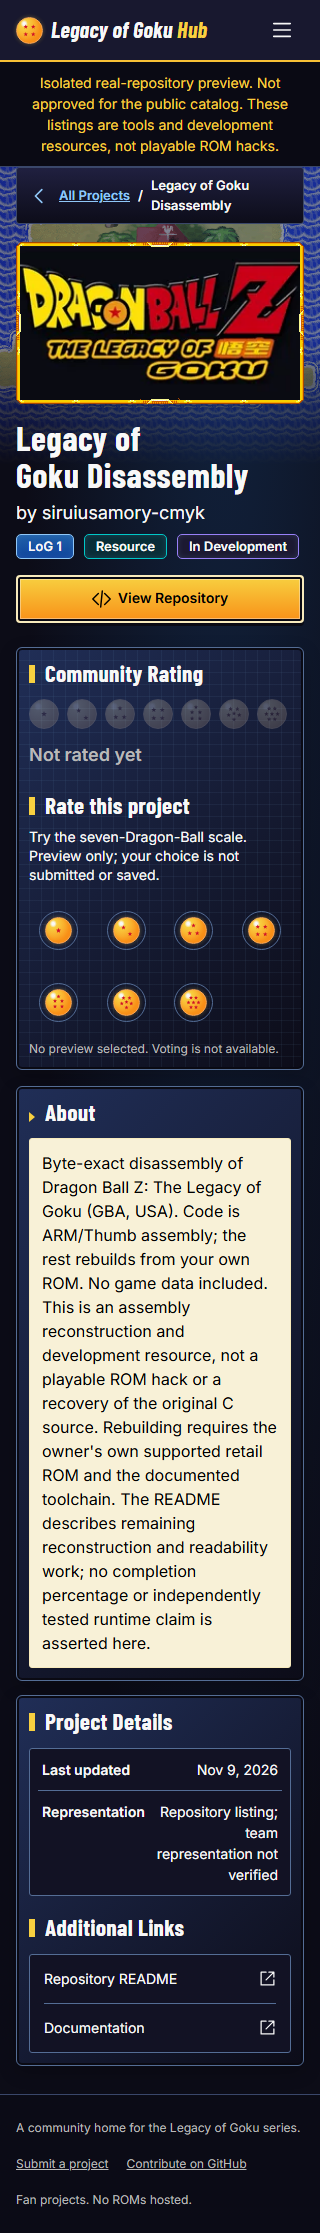 Legacy of Goku Hub
Isolated real-repository preview. Not
approved for the public catalog. These
listings are tools and development
resources, not playable ROM hacks.
All Projects / Legacy of Goku
Disassembly
DRAGON BALL Z
THE LEGACY OF 悟空
GOKU
Legacy of
Goku Disassembly
by siruiusamory-cmyk
LoG 1 Resource In Development
View Repository
Community Rating
Not rated yet
Rate this project
Try the seven-Dragon-Ball scale.
Preview only; your choice is not
submitted or saved.
No preview selected. Voting is not available.
About
Byte-exact disassembly of
Dragon Ball Z: The Legacy of
Goku (GBA, USA). Code is
ARM/Thumb assembly; the
rest rebuilds from your own
ROM. No game data included.
This is an assembly
reconstruction and
development resource, not a
playable ROM hack or a
recovery of the original C
source. Rebuilding requires the
owner's own supported retail
ROM and the documented
toolchain. The README
describes remaining
reconstruction and readability
work; no completion
percentage or independently
tested runtime claim is
asserted here.
Project Details
Last updated Nov 9, 2026
Representation Repository listing;
team
representation not
verified
Additional Links
Repository README
Documentation
A community home for the Legacy of Goku series.
Submit a project Contribute on GitHub
Fan projects. No ROMs hosted.